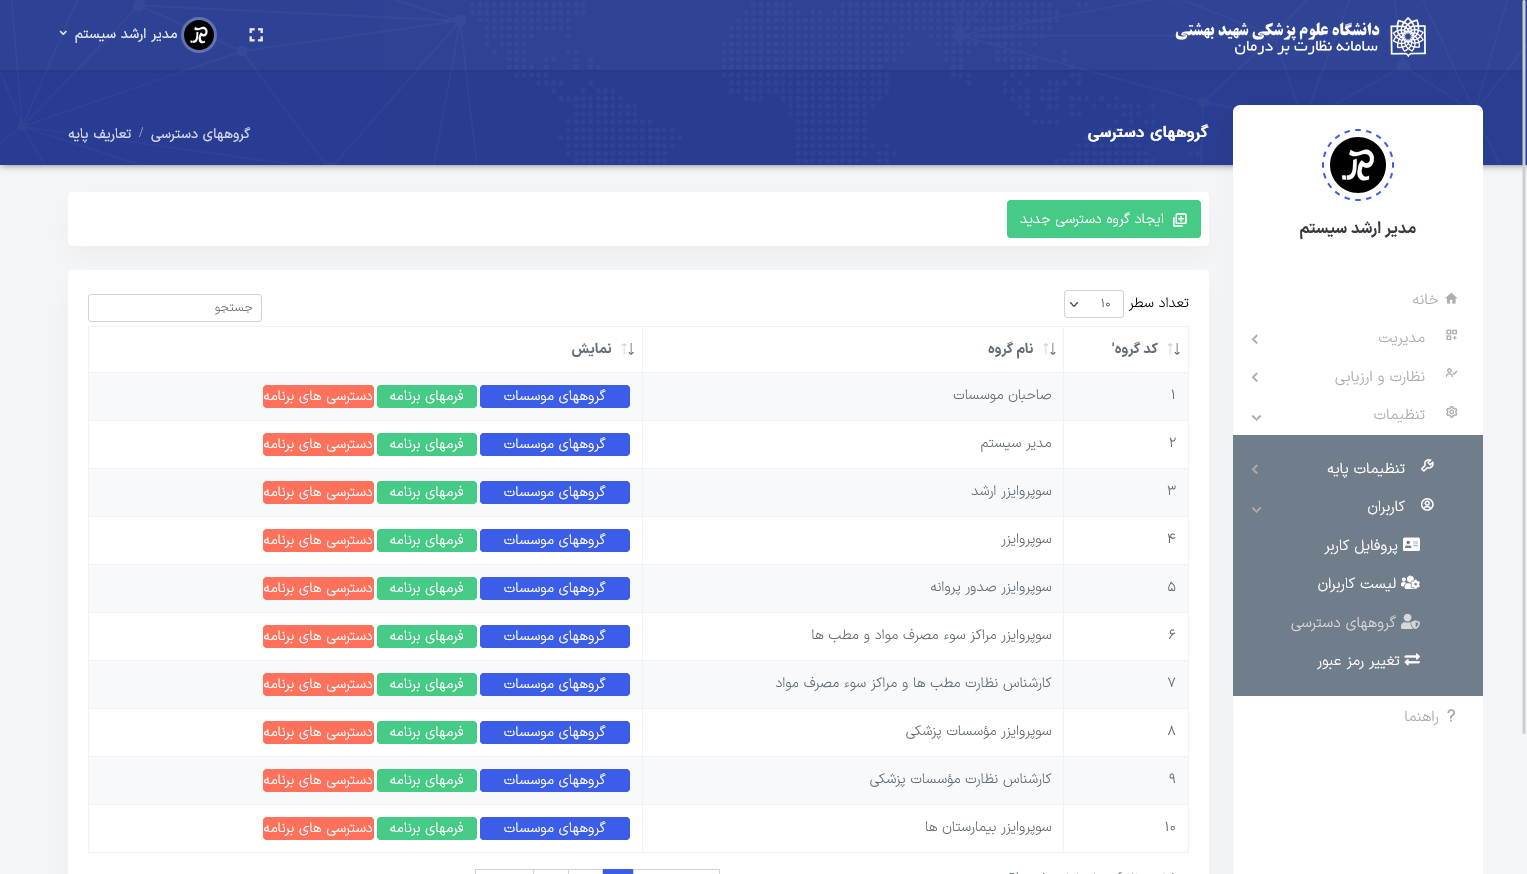 دانشگاه علوم پزشکی شهید بهشتی
سامانه نظارت بر درمان
مدیر ارشد سیستم
گروههای دسترسی
گروههای دسترسی / تعاریف پایه
مدیر ارشد سیستم
خانه
مدیریت
نظارت و ارزیابی
تنظیمات
تنظیمات پایه
کاربران
پروفایل کاربر
لیست کاربران
گروههای دسترسی
تغییر رمز عبور
راهنما
ایجاد گروه دسترسی جدید
تعداد سطر ۱۰ جستجو
کد گروه' نام گروه نمایش
۱ صاحبان موسسات گروههای موسسات فرمهای برنامه دسترسی های برنامه
۲ مدیر سیستم گروههای موسسات فرمهای برنامه دسترسی های برنامه
۳ سوپروایزر ارشد گروههای موسسات فرمهای برنامه دسترسی های برنامه
۴ سوپروایزر گروههای موسسات فرمهای برنامه دسترسی های برنامه
۵ سوپروایزر صدور پروانه گروههای موسسات فرمهای برنامه دسترسی های برنامه
۶ سوپروایزر مراکز سوء مصرف مواد و مطب ها گروههای موسسات فرمهای برنامه دسترسی های برنامه
۷ کارشناس نظارت مطب ها و مراکز سوء مصرف مواد گروههای موسسات فرمهای برنامه دسترسی های برنامه
۸ سوپروایزر مؤسسات پزشکی گروههای موسسات فرمهای برنامه دسترسی های برنامه
۹ کارشناس نظارت مؤسسات پزشکی گروههای موسسات فرمهای برنامه دسترسی های برنامه
۱۰ سوپروایزر بیمارستان ها گروههای موسسات فرمهای برنامه دسترسی های برنامه